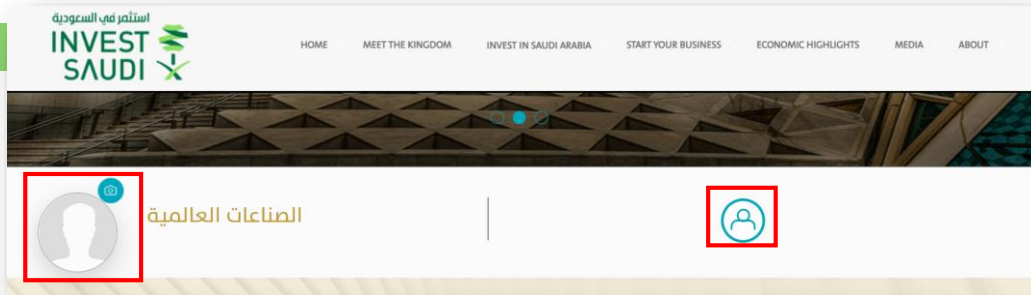 استثمر في السعودية
INVEST
SAUDI
HOME MEET THE KINGDOM INVEST IN SAUDI ARABIA START YOUR BUSINESS ECONOMIC HIGHLIGHTS MEDIA ABOUT
الصناعات العالمية